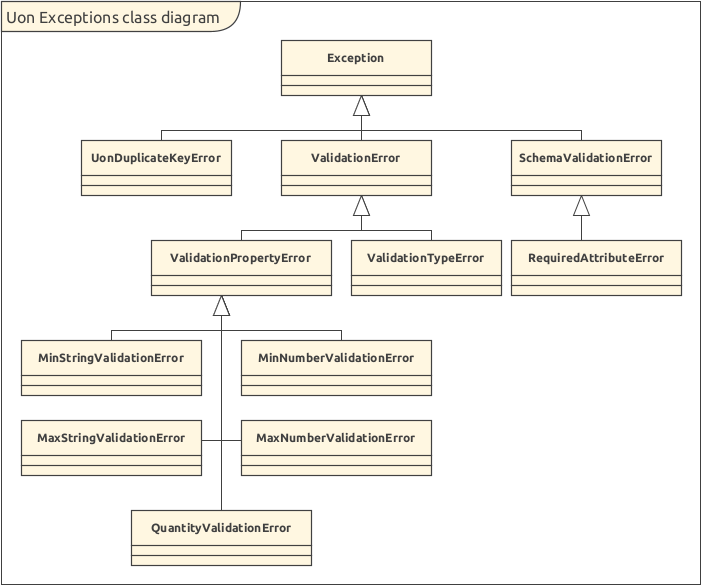 Uon Exceptions class diagram
Exception
UonDuplicateKeyError
ValidationError
SchemaValidationError
ValidationPropertyError
ValidationTypeError
RequiredAttributeError
MinStringValidationError
MinNumberValidationError
MaxStringValidationError
MaxNumberValidationError
QuantityValidationError